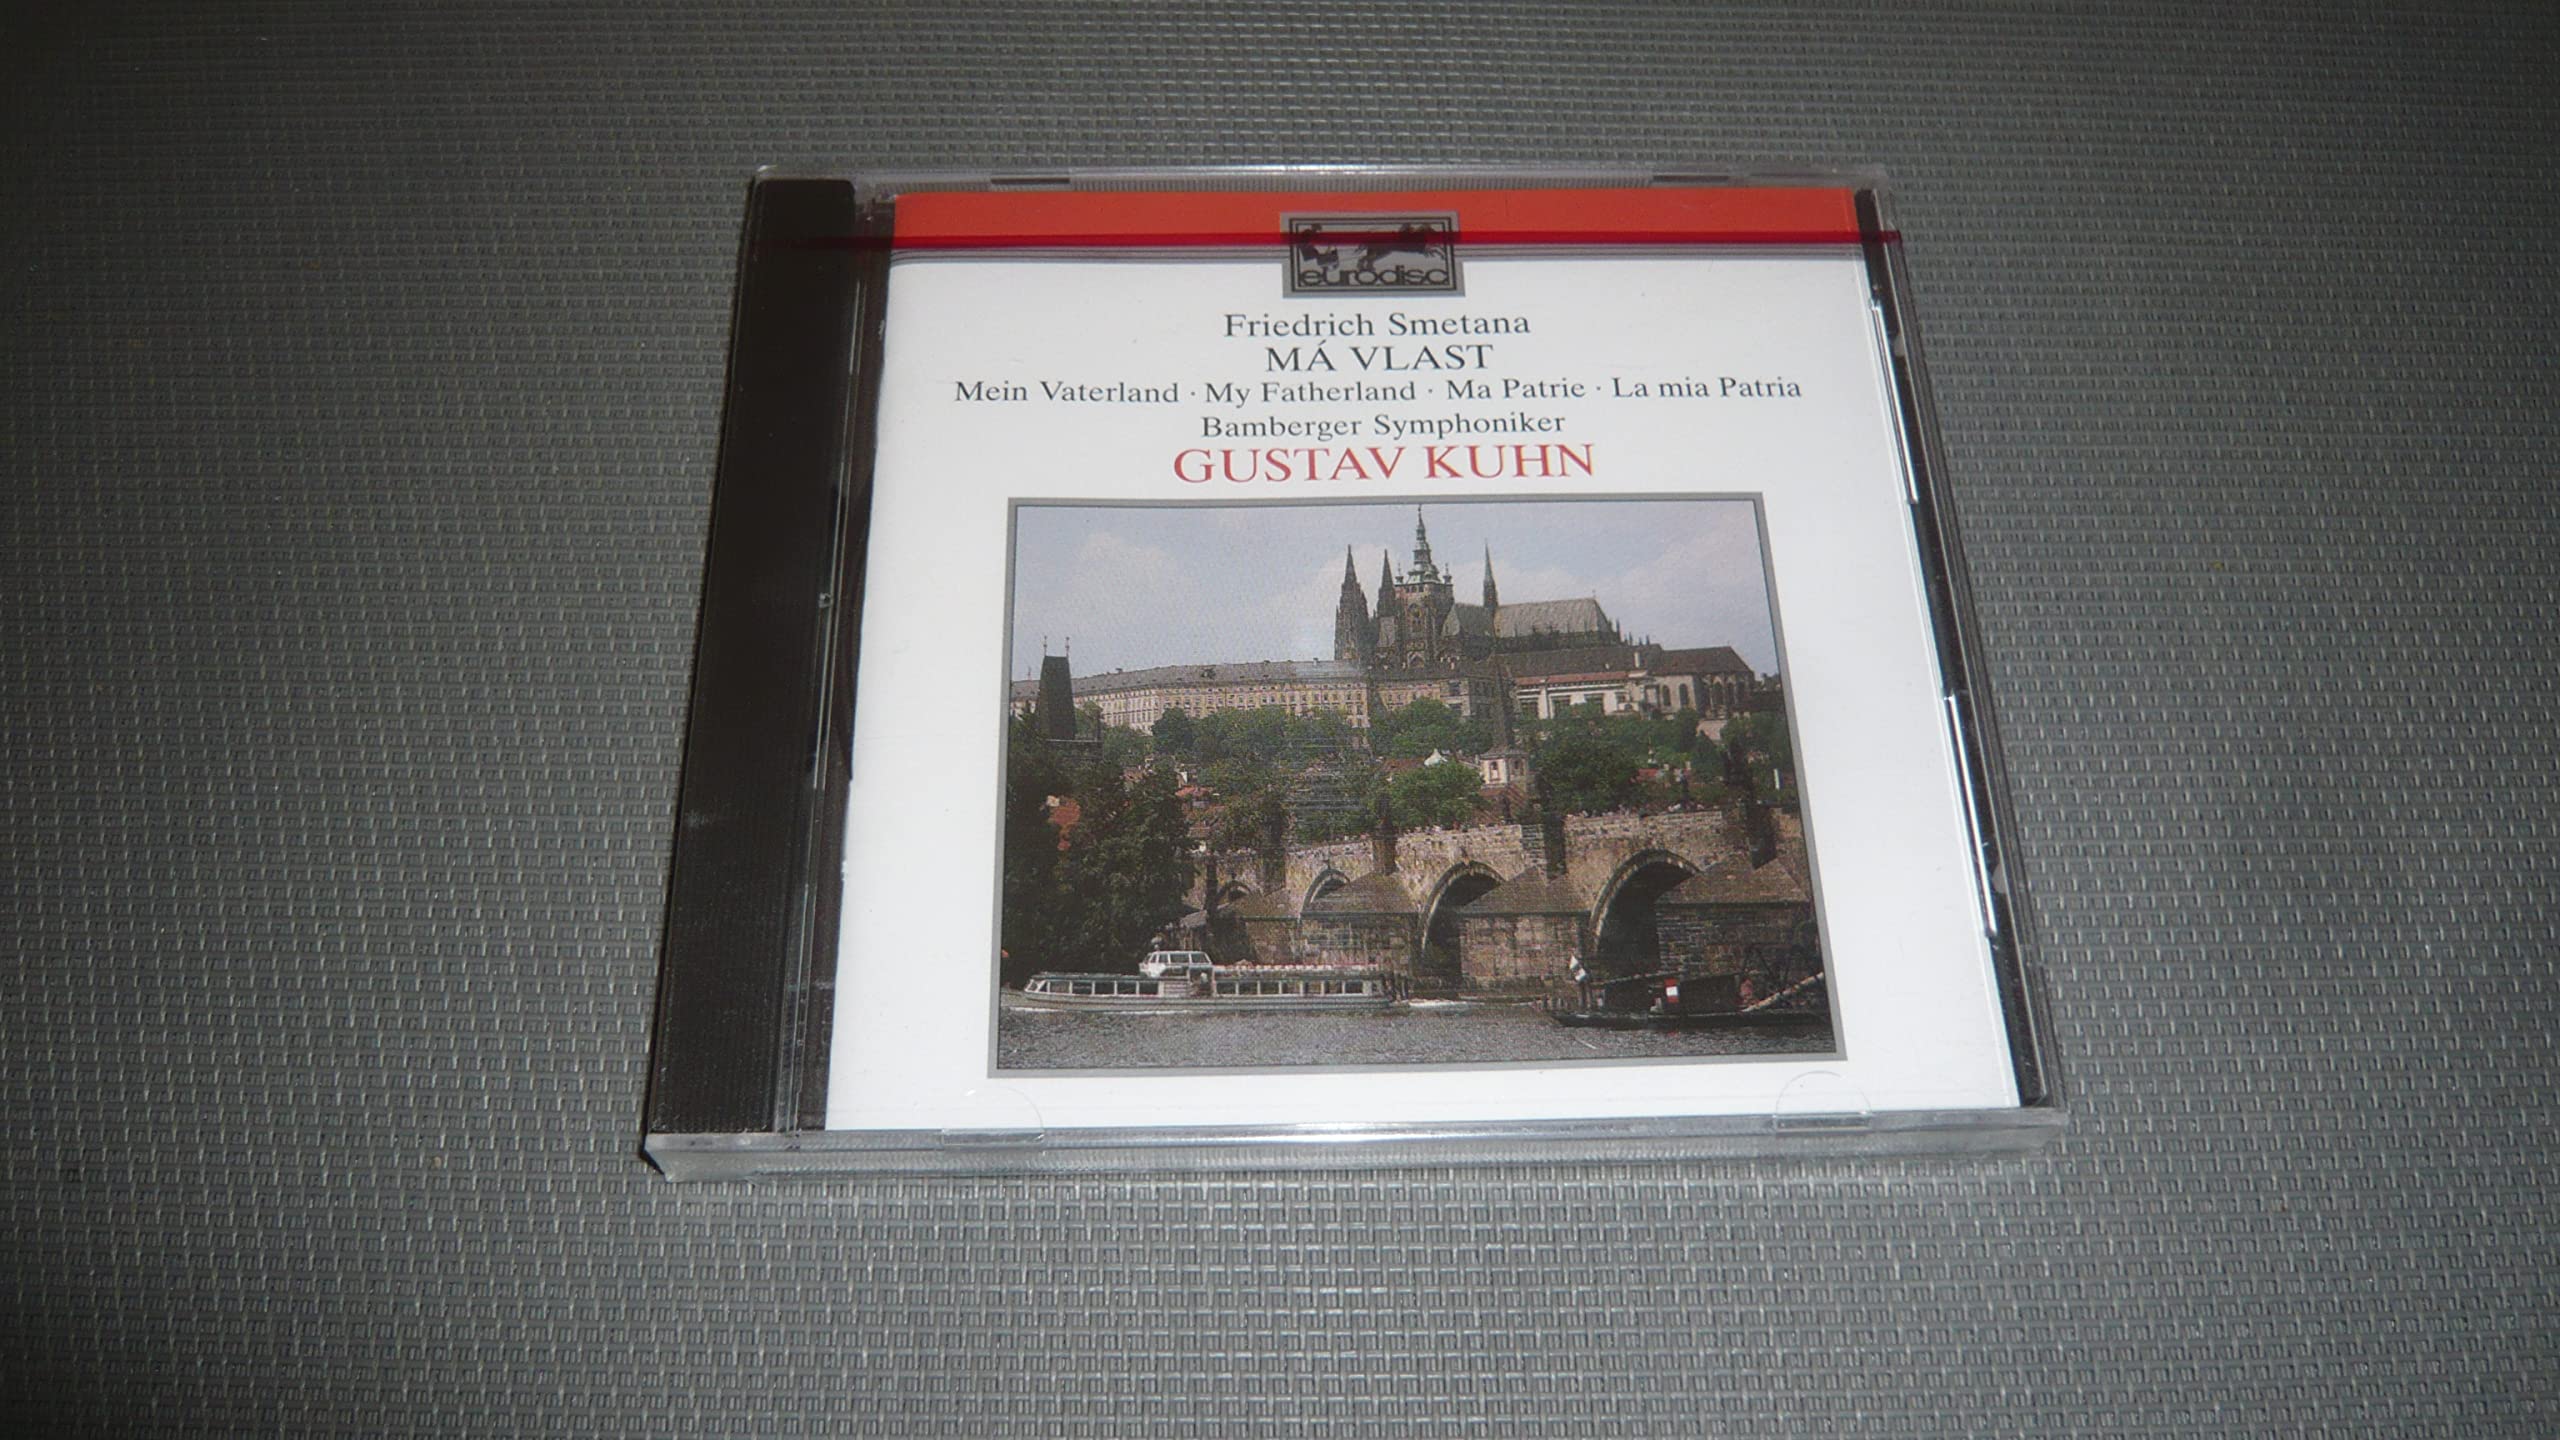 eurodisc
Friedrich Smetana
MÁ VLAST
Mein Vaterland · My Fatherland · Ma Patrie · La mia Patria
Bamberger Symphoniker
GUSTAV KUHN